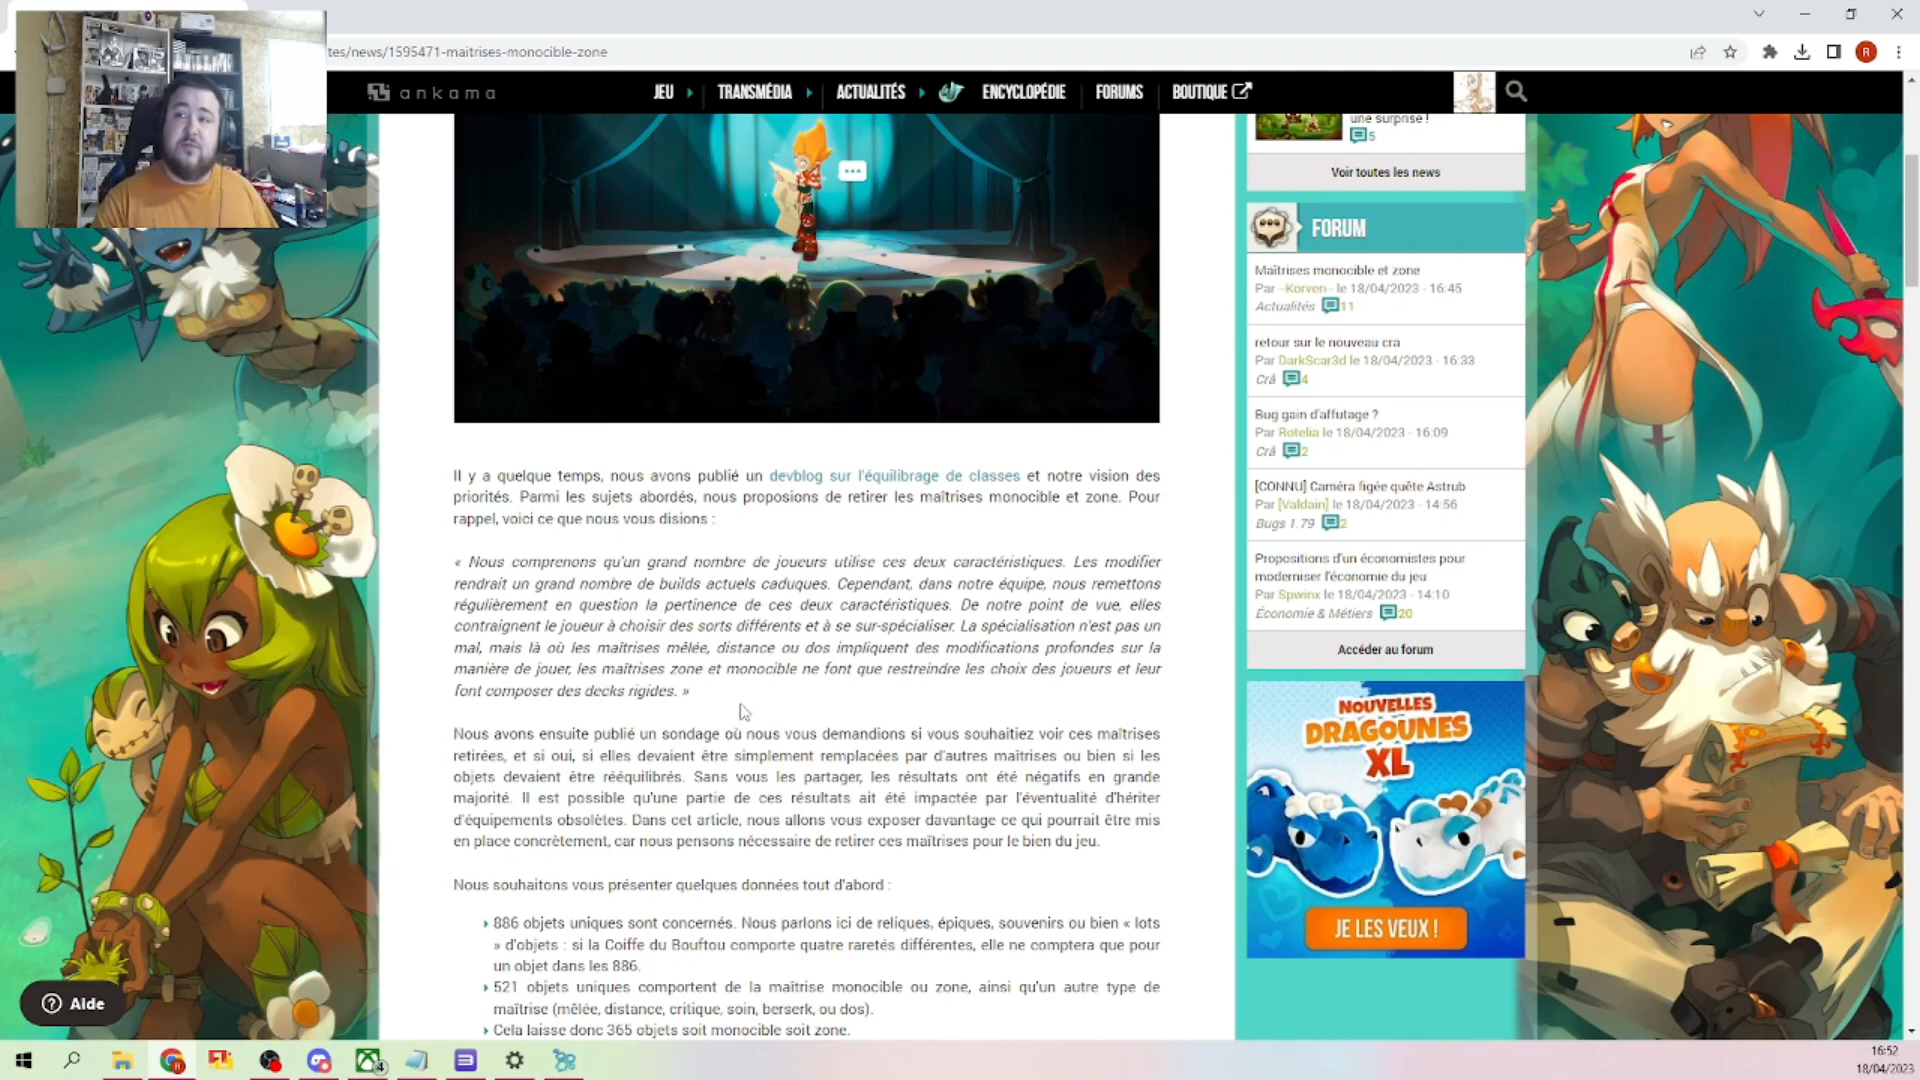 tes/news/1595471-maitrises-monocible-zone
R
ankama
JEU
TRANSMÉDIA
ACTUALITÉS
ENCYCLOPÉDIE
FORUMS
BOUTIQUE
une surprise !
5
Voir toutes les news
FORUM
Maîtrises monocible et zone
Par -Korven- le 18/04/2023 - 16:45
Actualités 11
retour sur le nouveau cra
Par DarkScar3d le 18/04/2023 - 16:33
Crâ 4
Bug gain d'affutage ?
Par Rotelia le 18/04/2023 - 16:09
Crâ 2
[CONNU] Caméra figée quête Astrub
Par [Valdain] le 18/04/2023 - 14:56
Bugs 1.79 2
Propositions d'un économistes pour
moderniser l'économie du jeu
Par Spwinx le 18/04/2023 - 14:10
Économie & Métiers 20
Accéder au forum
NOUVELLES
DRAGOUNES
XL
JE LES VEUX !
Il y a quelque temps, nous avons publié un devblog sur l'équilibrage de classes et notre vision des
priorités. Parmi les sujets abordés, nous proposions de retirer les maîtrises monocible et zone. Pour
rappel, voici ce que nous vous disions :
« Nous comprenons qu'un grand nombre de joueurs utilise ces deux caractéristiques. Les modifier
rendrait un grand nombre de builds actuels caduques. Cependant, dans notre équipe, nous remettons
régulièrement en question la pertinence de ces deux caractéristiques. De notre point de vue, elles
contraignent le joueur à choisir des sorts différents et à se sur-spécialiser. La spécialisation n'est pas un
mal, mais là où les maîtrises mêlée, distance ou dos impliquent des modifications profondes sur la
manière de jouer, les maîtrises zone et monocible ne font que restreindre les choix des joueurs et leur
font composer des decks rigides. »
Nous avons ensuite publié un sondage où nous vous demandions si vous souhaitiez voir ces maîtrises
retirées, et si oui, si elles devaient être simplement remplacées par d'autres maîtrises ou bien si les
objets devaient être rééquilibrés. Sans vous les partager, les résultats ont été négatifs en grande
majorité. Il est possible qu'une partie de ces résultats ait été impactée par l'éventualité d'hériter
d'équipements obsolètes. Dans cet article, nous allons vous exposer davantage ce qui pourrait être mis
en place concrètement, car nous pensons nécessaire de retirer ces maîtrises pour le bien du jeu.
Nous souhaitons vous présenter quelques données tout d'abord :
886 objets uniques sont concernés. Nous parlons ici de reliques, épiques, souvenirs ou bien « lots
» d'objets : si la Coiffe du Bouftou comporte quatre raretés différentes, elle ne comptera que pour
un objet dans les 886.
521 objets uniques comportent de la maîtrise monocible ou zone, ainsi qu'un autre type de
maîtrise (mêlée, distance, critique, soin, berserk, ou dos).
Cela laisse donc 365 objets soit monocible soit zone.
Aide
4
16:52
18/04/2023